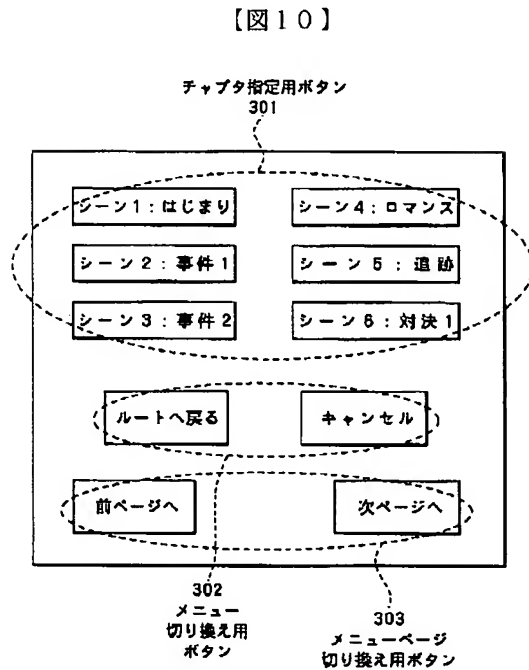 【図１０】
チャプタ指定用ボタン
301
シーン1：はじまり
シーン4：ロマンス
シーン2：事件1
シーン5：追跡
シーン3：事件2
シーン6：対決1
ルートへ戻る
キャンセル
前ページへ
次ページへ
302
メニュー
切り換え用
ボタン
303
メニューページ
切り換え用ボタン